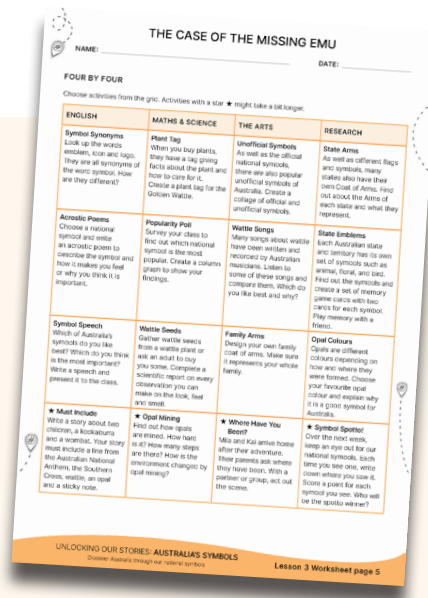 THE CASE OF THE MISSING EMU
NAME:
DATE:
FOUR BY FOUR
Choose activities from the grid. Activities with a star ★ might take a bit longer.
ENGLISH
MATHS & SCIENCE
THE ARTS
RESEARCH
Symbol Synonyms
Look up the words
emblem, icon and logo.
They are all synonyms of
the word symbol. How
are they different?
Plant Tag
When you buy plants,
they have a tag giving
facts about the plant and
how to care for it.
Create a plant tag for the
Golden Wattle.
Unofficial Symbols
As well as the official
national symbols,
there are also popular
unofficial symbols of
Australia. Create a
collage of official and
unofficial symbols.
State Arms
As well as different flags
and symbols, many
states also have their
own Coat of Arms. Find
out about the Arms of
each state and what they
represent.
Acrostic Poems
Choose a national
symbol and write
an acrostic poem to
describe the symbol and
how it makes you feel
or why you think it is
important.
Popularity Poll
Survey your class to
find out which national
symbol is the most
popular. Create a column
graph to show your
findings.
Wattle Songs
Many songs about wattle
have been written and
recorded by Australian
musicians. Listen to
some of these songs and
compare them. Which do
you like best and why?
State Emblems
Each Australian state
and territory has its own
set of symbols such as
animal, floral, and bird.
Find out the symbols and
create a set of memory
game cards with two
cards for each symbol.
Play memory with a
friend.
Symbol Speech
Which of Australia's
symbols do you like
best? Which do you think
is the most important?
Write a speech and
present it to the class.
Wattle Seeds
Gather wattle seeds
from a wattle plant or
ask an adult to buy
you some. Complete a
scientific report on every
observation you can
make on the look, feel
and smell.
Family Arms
Design your own family
coat of arms. Make sure
it represents your whole
family.
Opal Colours
Opals are different
colours depending on
how and where they
were formed. Choose
your favourite opal
colour and explain why
it is a good symbol for
Australia.
★ Must Include
Write a story about two
children, a kookaburra
and a wombat. Your story
must include a line from
the Australian National
Anthem, the Southern
Cross, wattle, an opal
and a sticky note.
★ Opal Mining
Find out how opals
are mined. How hard
is it? How many steps
are there? How is the
environment changed by
opal mining?
★ Where Have You
Been?
Mila and Kai arrive home
after their adventure.
Their parents ask where
they have been. With a
partner or group, act out
the scene.
★ Symbol Spotto!
Over the next week,
keep an eye out for our
national symbols. Each
time you see one, write
down where you saw it.
Score a point for each
symbol you see. Who will
be the spotto winner?
UNLOCKING OUR STORIES: AUSTRALIA'S SYMBOLS
Discover Australia through our national symbols
Lesson 3 Worksheet page 5